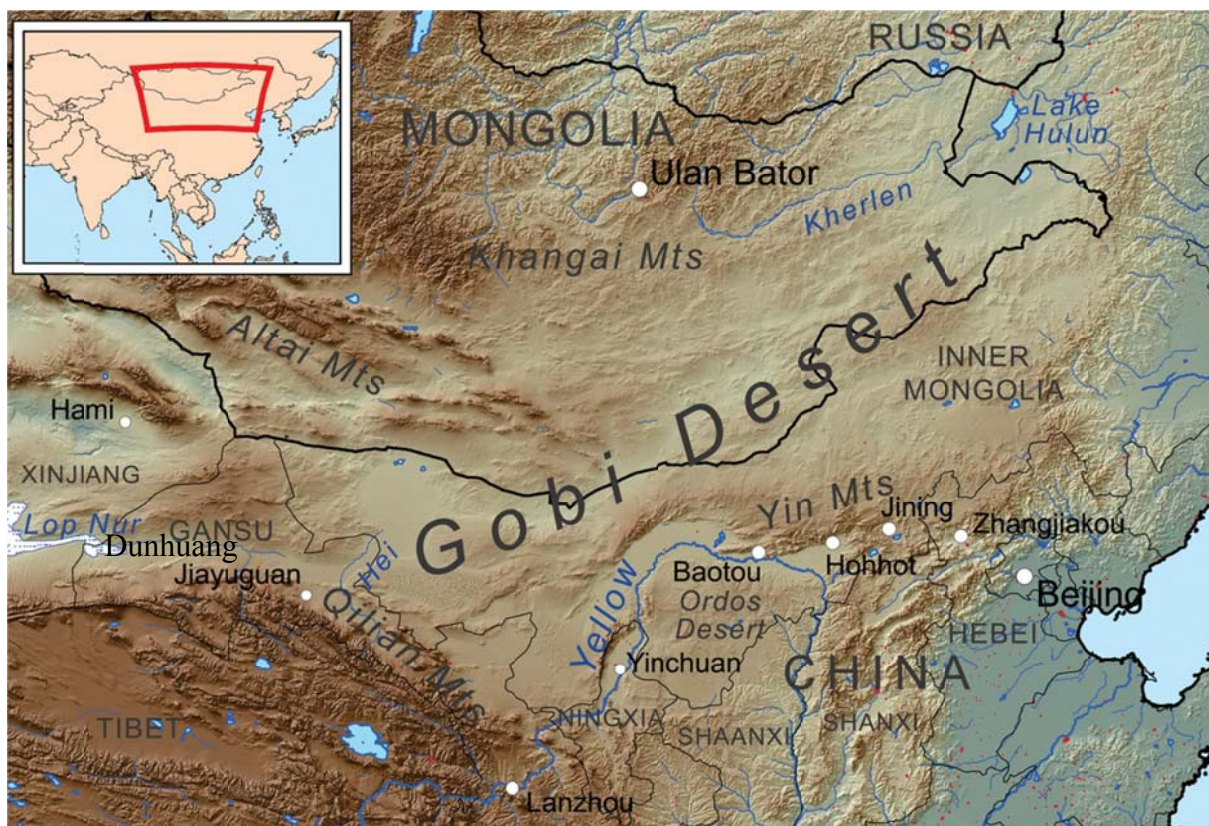 RUSSIA
MONGOLIA
Lake
Hulun
Ulan Bator
Kherlen
Khangai Mts
Altai Mts
Gobi Desert
INNER
MONGOLIA
Hami
XINJIANG
Yin Mts
Jining
Zhangjiakou
Lop Nur
GANSU
Dunhuang
Jiayuguan
Hei
Baotou
Hohhot
Beijing
Ordos
Desert
HEBEI
Qilian Mts
Yellow
Yinchuan
CHINA
NINGXIA
SHAANXI
SHANXI
TIBET
Lanzhou